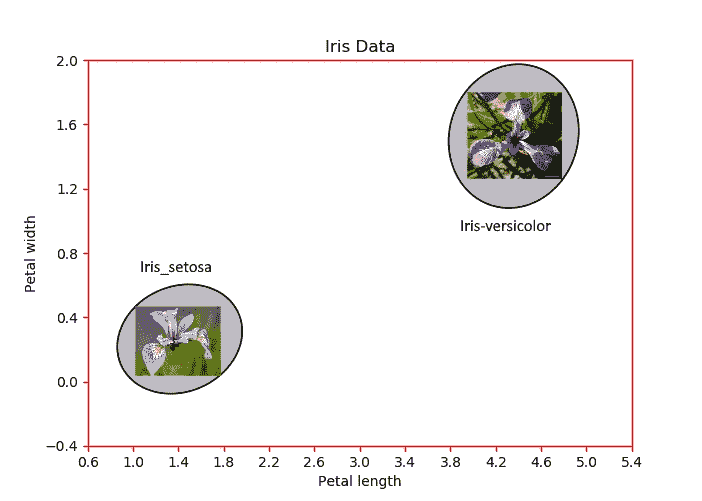 Iris Data
2.0
1.6
1.2
0.8
0.4
0.0
−0.4
Petal width
Iris-versicolor
Iris_setosa
0.6 1.0 1.4 1.8 2.2 2.6 3.0 3.4 3.8 4.2 4.6 5.0 5.4
Petal length